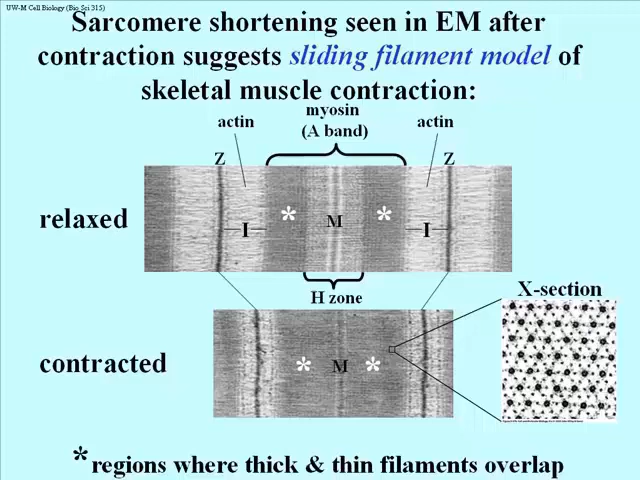 UW-M Cell Biology (Bio Sci 315)
Sarcomere shortening seen in EM after
contraction suggests sliding filament model of
skeletal muscle contraction:
myosin
(A band)
actin
actin
Z
Z
relaxed
*
M
*
I
I
H zone
X-section
contracted
*
M
*
*regions where thick & thin filaments overlap